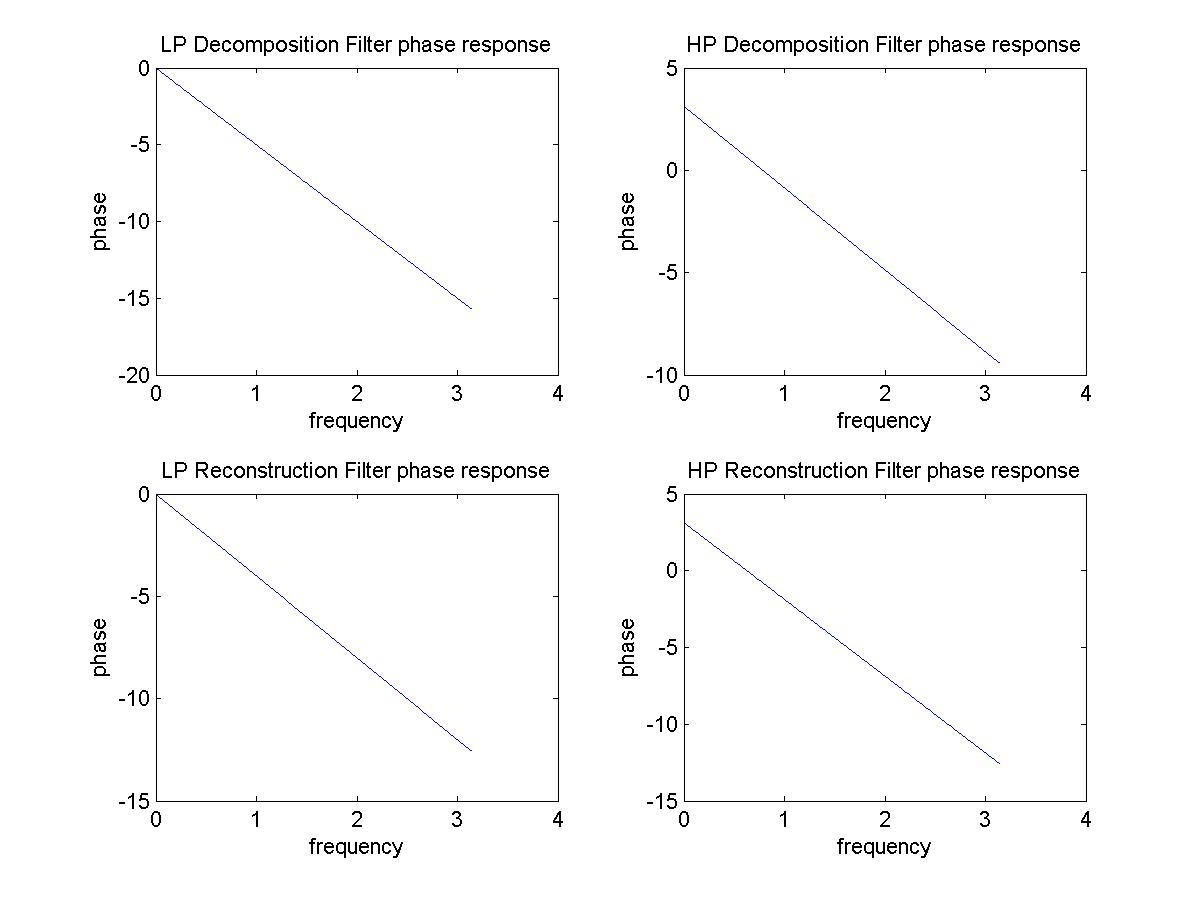 LP Decomposition Filter phase response
0
-5
-10
-15
-20
phase
0 1 2 3 4
frequency
HP Decomposition Filter phase response
5
0
-5
-10
phase
0 1 2 3 4
frequency
LP Reconstruction Filter phase response
0
-5
-10
-15
phase
0 1 2 3 4
frequency
HP Reconstruction Filter phase response
5
0
-5
-10
-15
phase
0 1 2 3 4
frequency